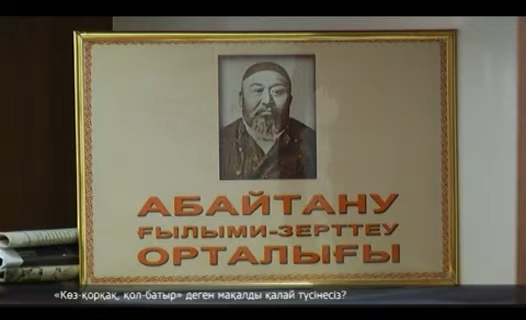 АБАЙТАНУ
ҒЫЛЫМИ-ЗЕРТТЕУ
ОРТАЛЫҒЫ
«Көз-қорқақ, қол-батыр» деген мақалды қалай түсінесіз?